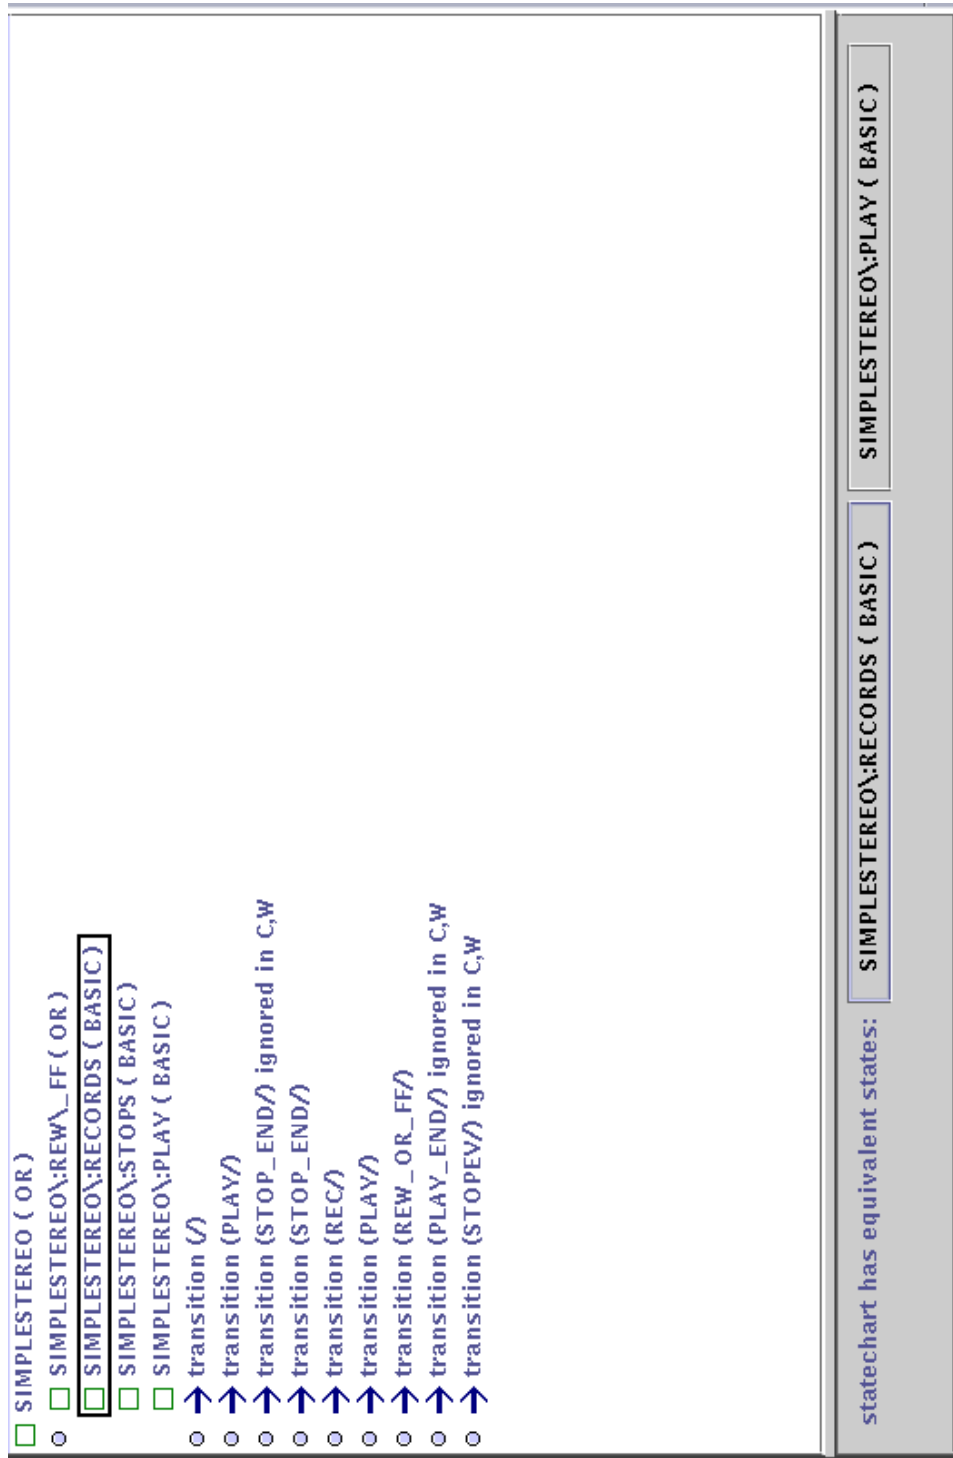 SIMPLESTEREO ( OR )
SIMPLESTEREO\:REW\_FF ( OR )
SIMPLESTEREO\:RECORDS ( BASIC )
SIMPLESTEREO\:STOPS ( BASIC )
SIMPLESTEREO\:PLAY ( BASIC )
transition (/)
transition (PLAY/)
transition (STOP_END/) ignored in C,W
transition (STOP_END/)
transition (REC/)
transition (PLAY/)
transition (REW_OR_FF/)
transition (PLAY_END/) ignored in C,W
transition (STOPEV/) ignored in C,W
statechart has equivalent states: SIMPLESTEREO\:RECORDS ( BASIC ) SIMPLESTEREO\:PLAY ( BASIC )